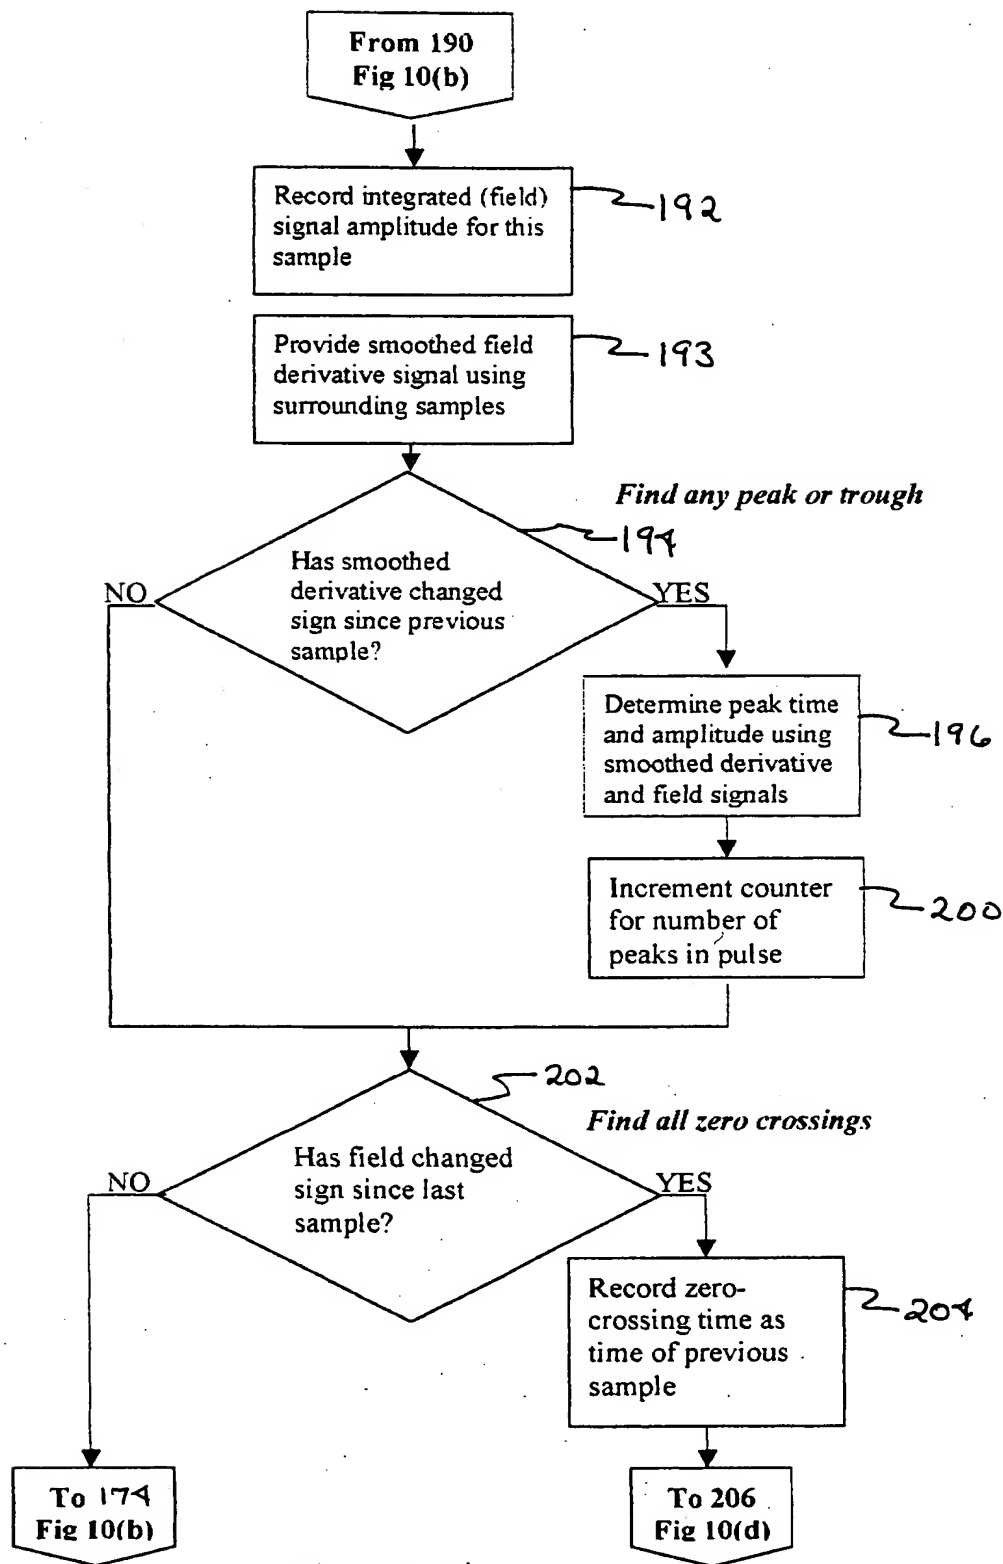 From 190
Fig 10(b)
Record integrated (field)
signal amplitude for this
sample
192
Provide smoothed field
derivative signal using
surrounding samples
193
Find any peak or trough
194
Has smoothed
derivative changed
sign since previous
sample?
NO
YES
Determine peak time
and amplitude using
smoothed derivative
and field signals
196
Increment counter
for number of
peaks in pulse
200
202
Find all zero crossings
Has field changed
sign since last
sample?
NO
YES
Record zero-
crossing time as
time of previous
sample
204
To 174
Fig 10(b)
To 206
Fig 10(d)